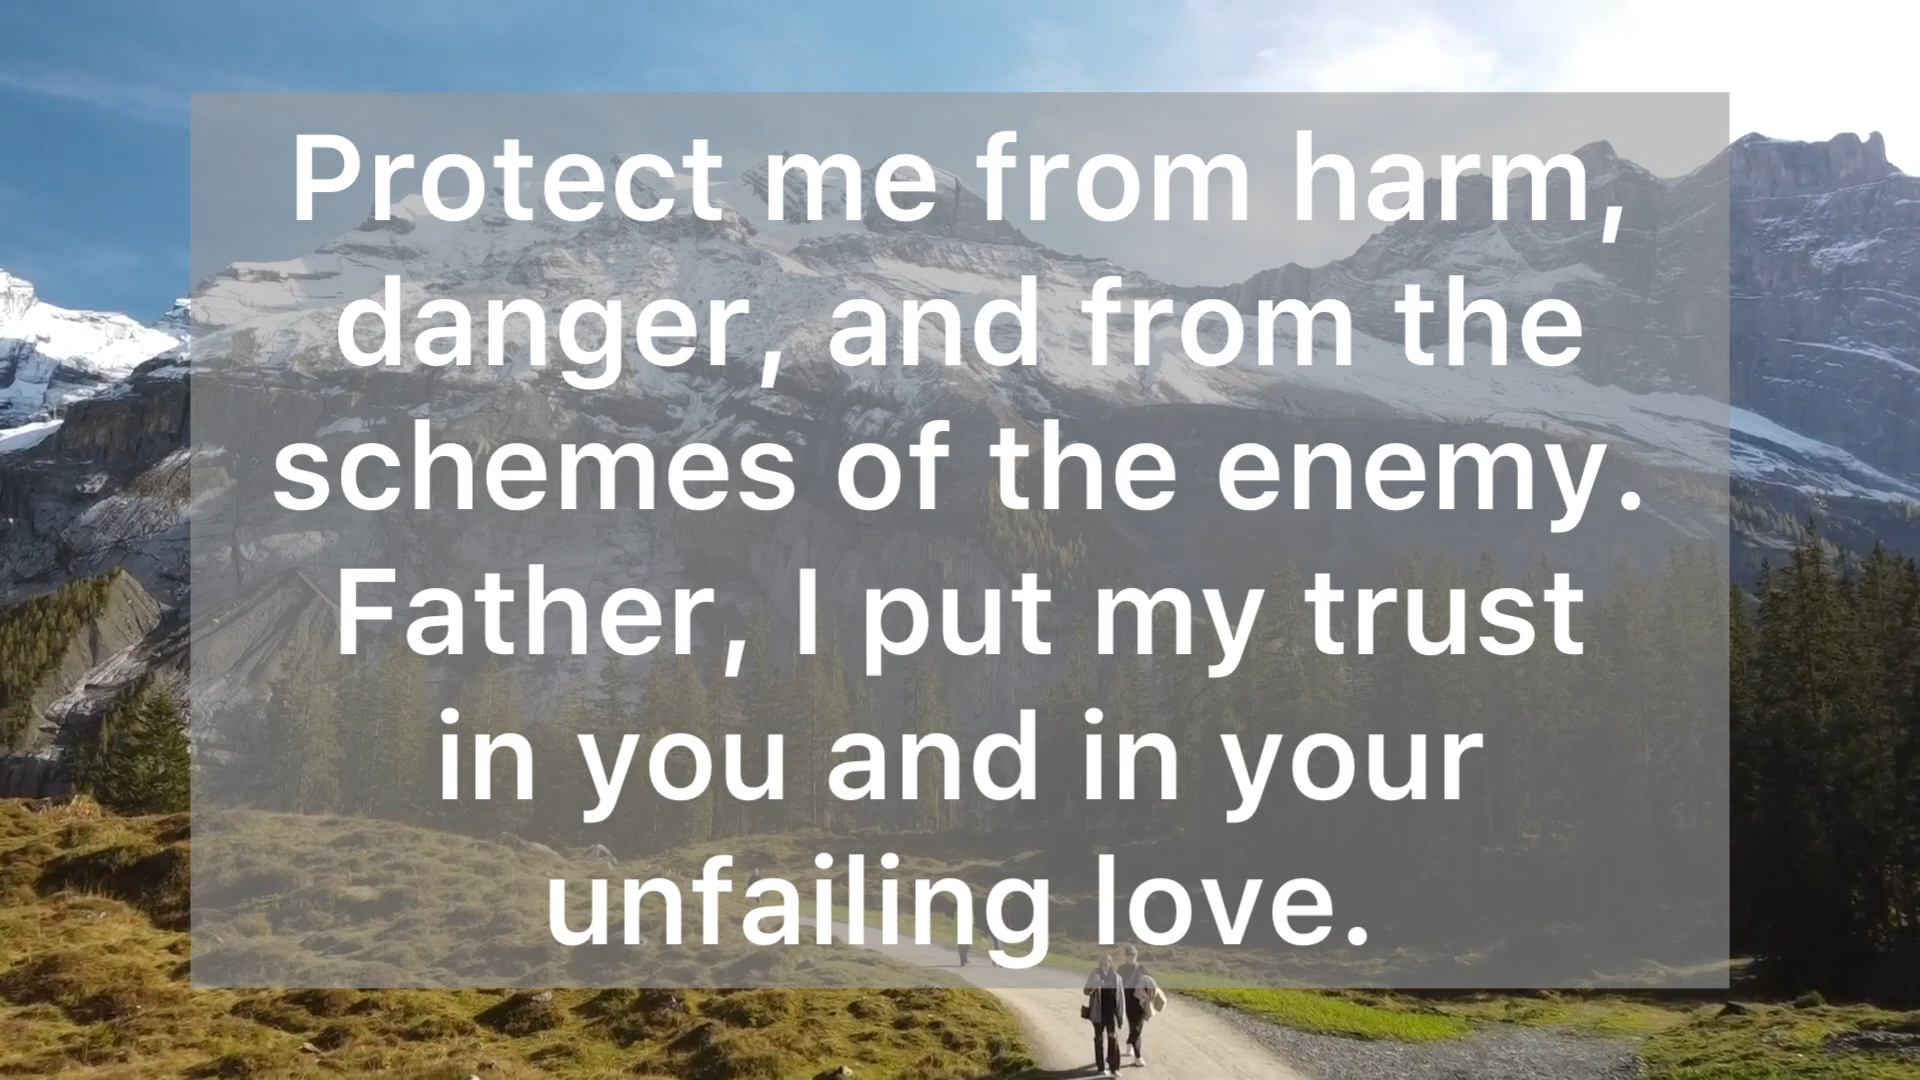 Protect me from harm,
danger, and from the
schemes of the enemy.
Father, I put my trust
in you and in your
unfailing love.